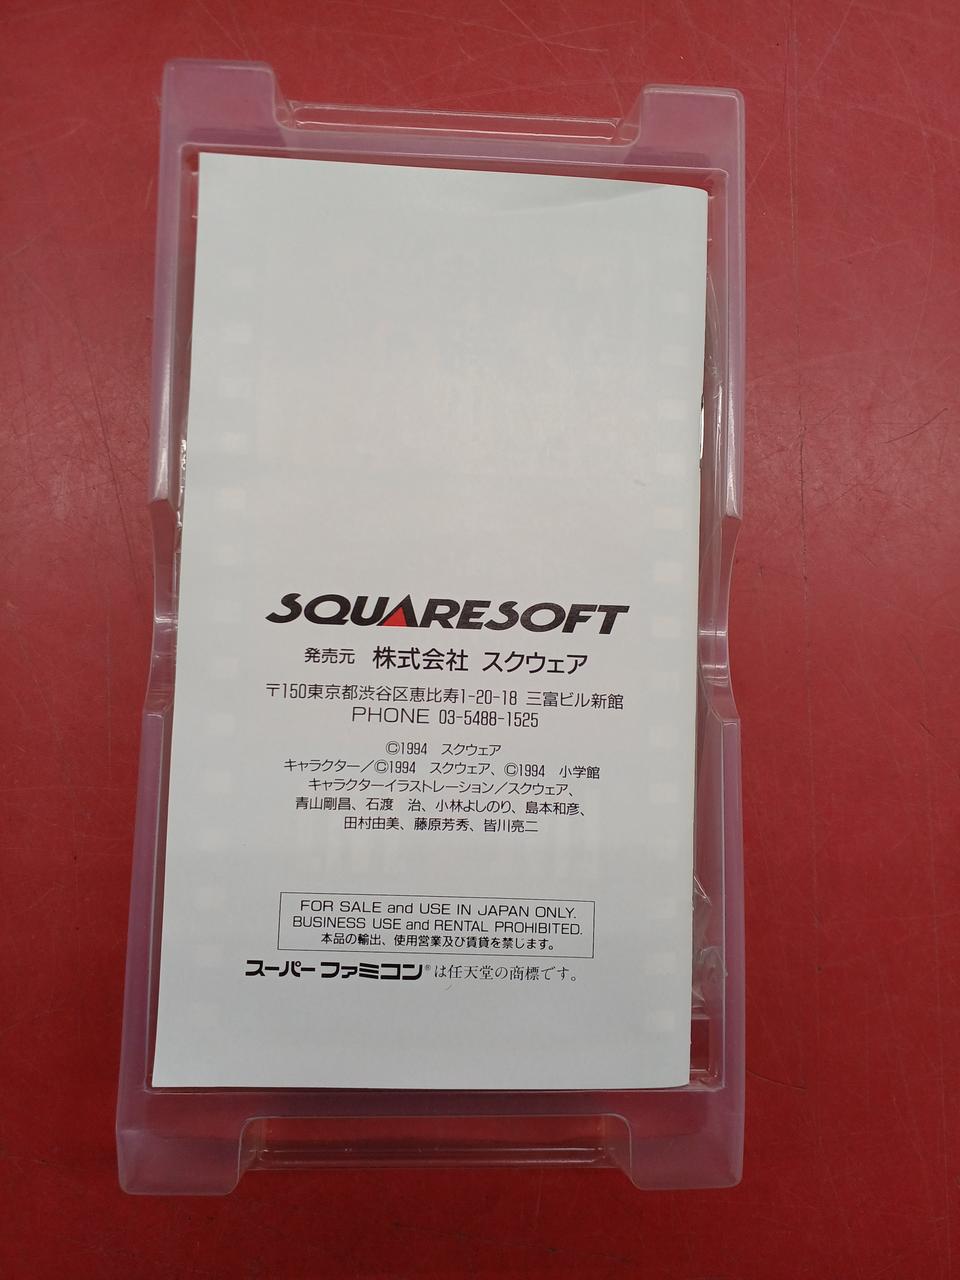 SQUARESOFT
発売元 株式会社 スクウェア
〒150東京都渋谷区恵比寿1-20-18 三富ビル新館
PHONE 03-5488-1525
©1994 スクウェア
キャラクター／©1994 スクウェア、©1994 小学館
キャラクターイラストレーション／スクウェア、
青山剛昌、石渡 治、小林よしのり、島本和彦、
田村由美、藤原芳秀、皆川亮二
FOR SALE and USE IN JAPAN ONLY.
BUSINESS USE and RENTAL PROHIBITED.
本品の輸出、使用営業及び賃貸を禁じます。
スーパーファミコン®は任天堂の商標です。